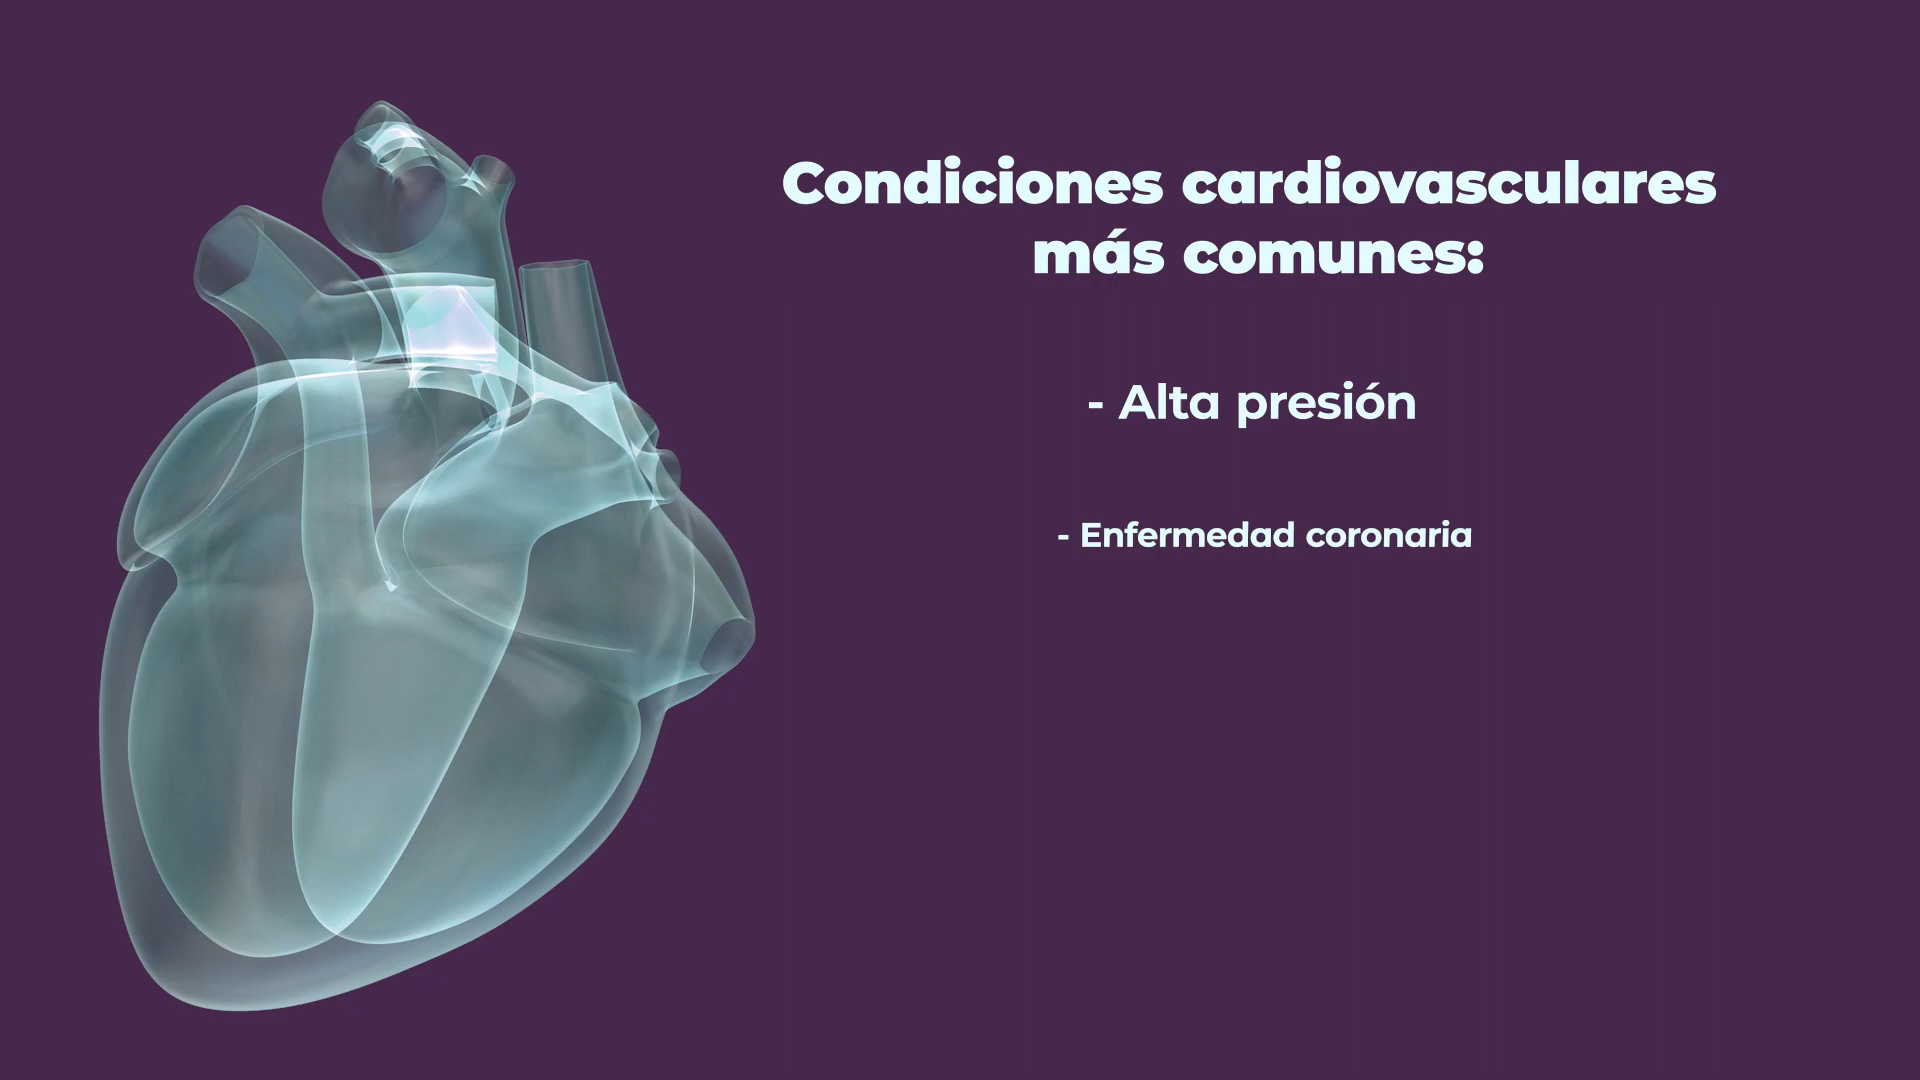 Condiciones cardiovasculares
más comunes:
- Alta presión
- Enfermedad coronaria